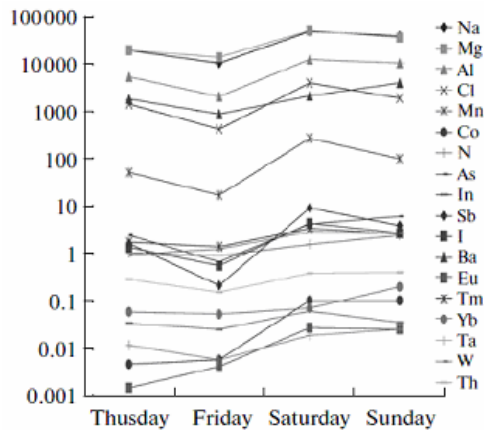 100000
10000
1000
100
10
1
0.1
0.01
0.001
Thusday Friday Saturday Sunday
Na
Mg
Al
Cl
Mn
Co
N
As
In
Sb
I
Ba
Eu
Tm
Yb
Ta
W
Th